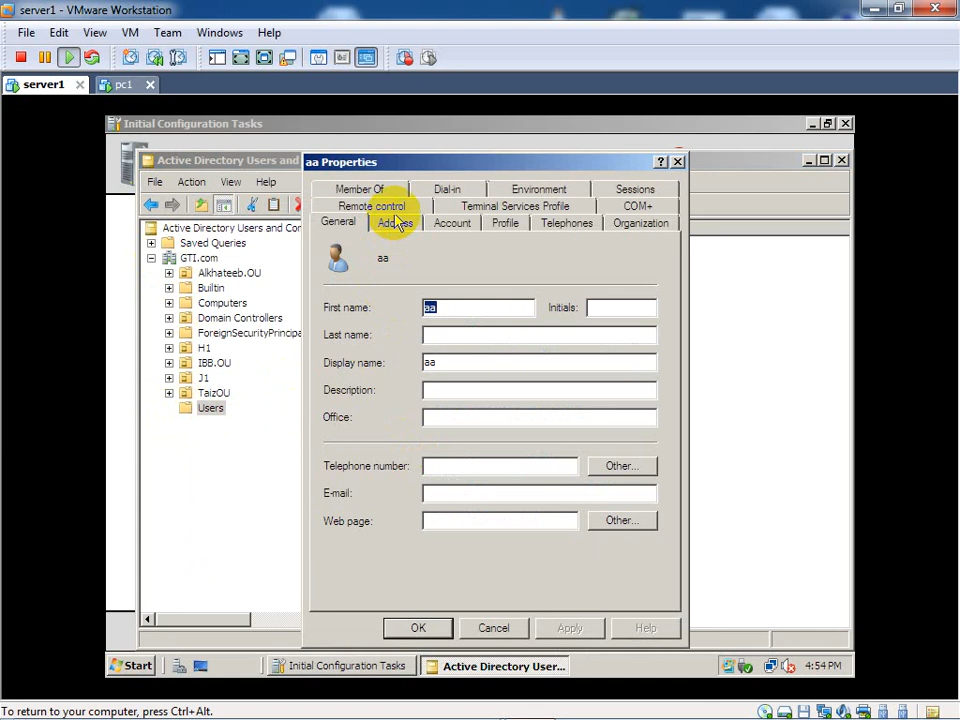 server1 - VMware Workstation
File Edit View VM Team Windows Help
server1 pc1
Initial Configuration Tasks
Active Directory Users and
aa Properties
File Action View Help
Active Directory Users and Con
Saved Queries
GTI.com
Alkhateeb.OU
Builtin
Computers
Domain Controllers
ForeignSecurityPrincipa
H1
IBB.OU
J1
TaizOU
Users
Member Of Dial-in Environment Sessions
Remote control Terminal Services Profile COM+
General Address Account Profile Telephones Organization
aa
First name: aa Initials:
Last name:
Display name: aa
Description:
Office:
Telephone number: Other...
E-mail:
Web page: Other...
OK Cancel Apply Help
Start Initial Configuration Tasks Active Directory User... 4:54 PM
To return to your computer, press Ctrl+Alt.